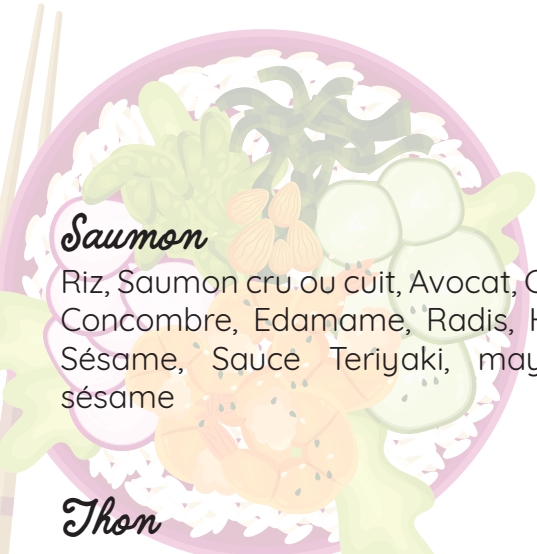 Saumon
Riz, Saumon cru ou cuit, Avocat,
Concombre, Edamame, Radis,
Sésame, Sauce Teriyaki,
sésame
Thon